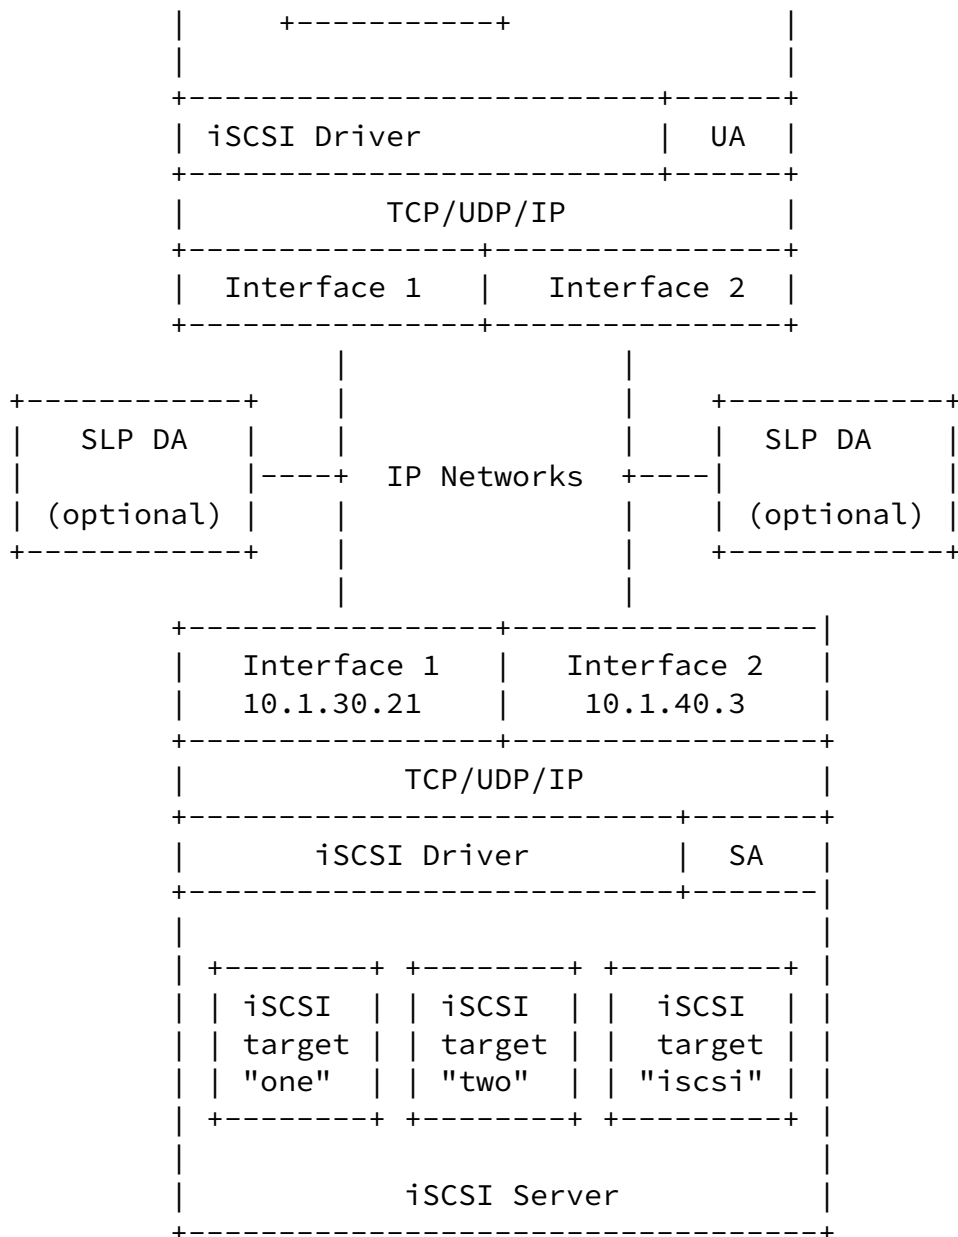 iSCSI Driver UA
TCP/UDP/IP
Interface 1 Interface 2
SLP DA SLP DA
IP Networks
(optional) (optional)
Interface 1 Interface 2
10.1.30.21 10.1.40.3
TCP/UDP/IP
iSCSI Driver SA
iSCSI iSCSI iSCSI
target target target
"one" "two" "iscsi"
iSCSI Server